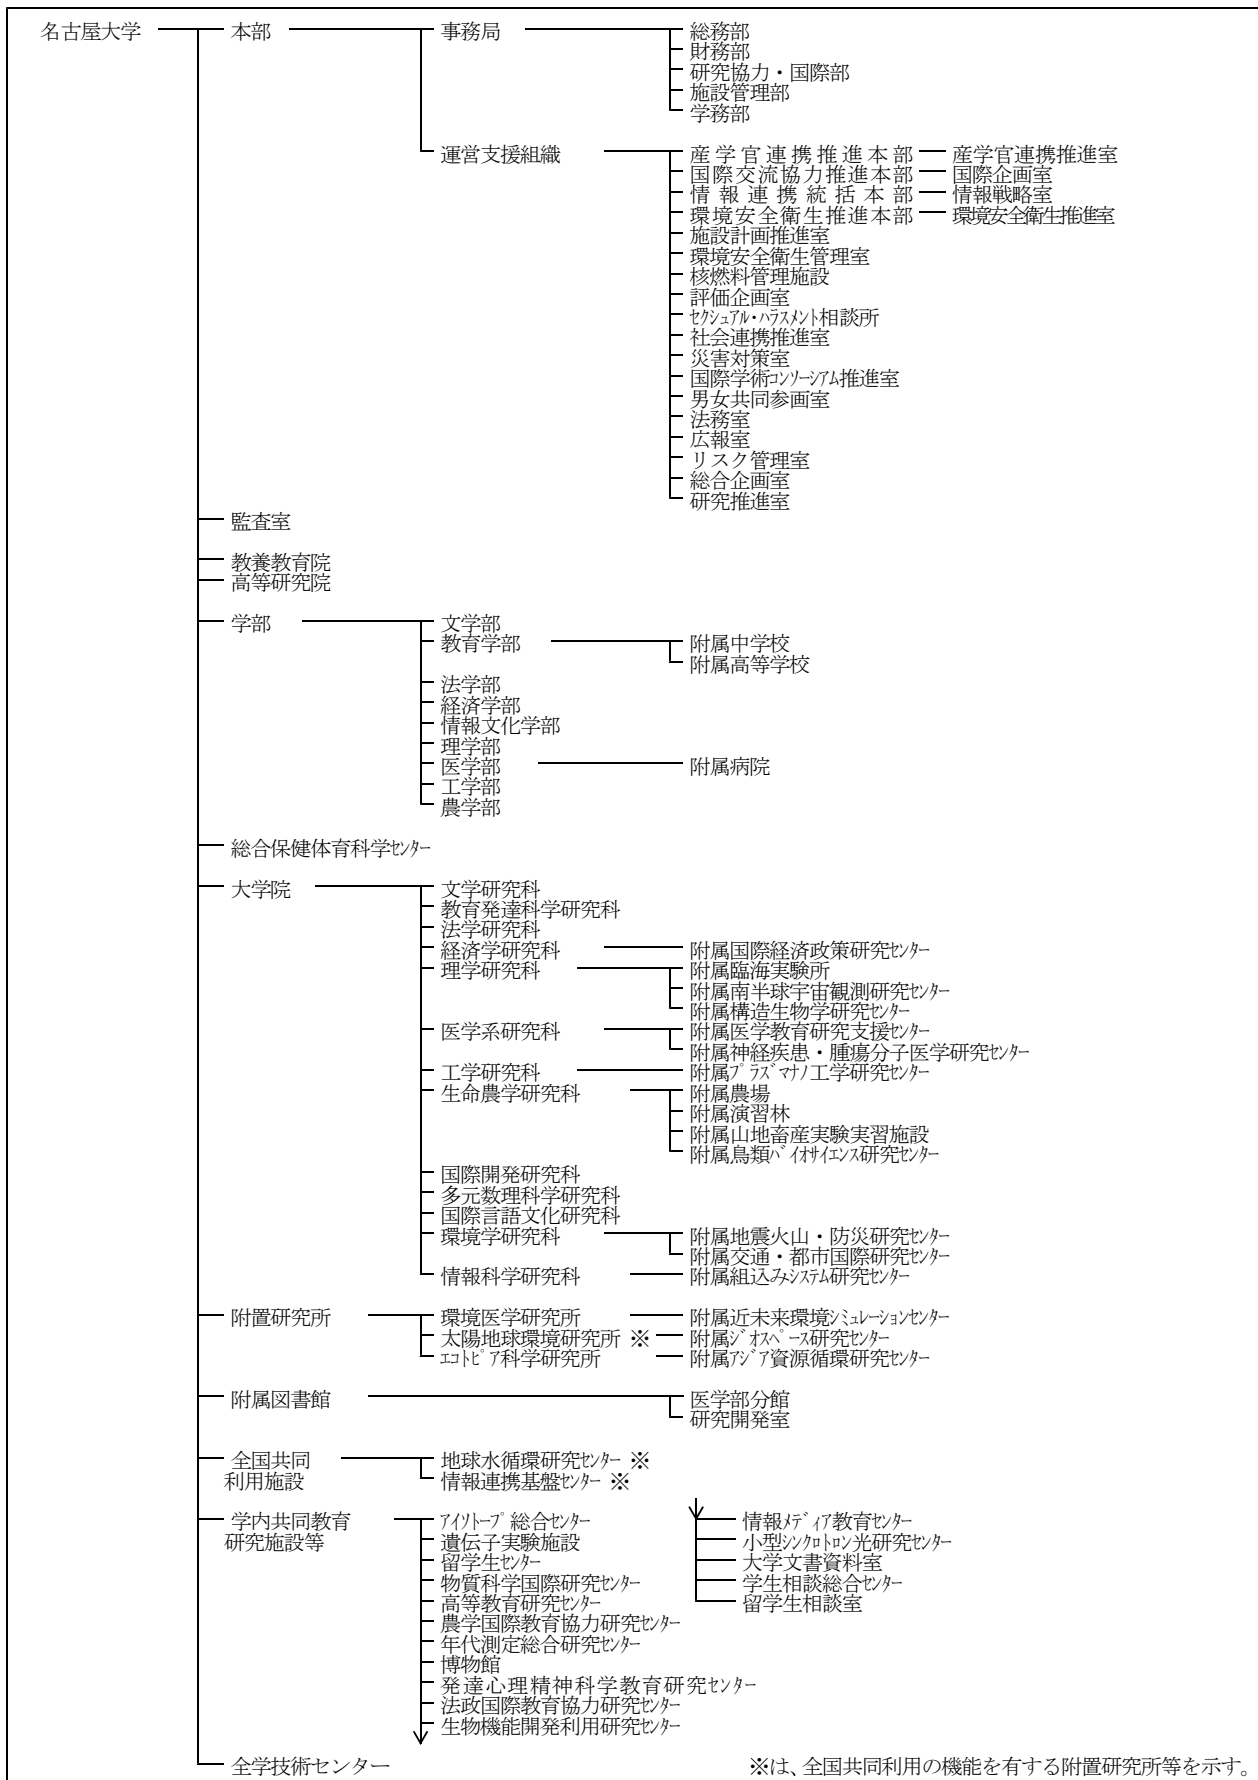 名古屋大学 本部 事務局 総務部
財務部
研究協力・国際部
施設管理部
学務部
運営支援組織 産学官連携推進本部 産学官連携推進室
国際交流協力推進本部 国際企画室
情報連携統括本部 情報戦略室
環境安全衛生推進本部 環境安全衛生推進室
施設計画推進室
環境安全衛生管理室
核燃料管理施設
評価企画室
セクシュアル・ハラスメント相談所
社会連携推進室
災害対策室
国際学術コンソーシアム推進室
男女共同参画室
法務室
広報室
リスク管理室
総合企画室
研究推進室
監査室
教養教育院
高等研究院
学部 文学部
教育学部 附属中学校
附属高等学校
法学部
経済学部
情報文化学部
理学部
医学部 附属病院
工学部
農学部
総合保健体育科学センター
大学院 文学研究科
教育発達科学研究科
法学研究科
経済学研究科 附属国際経済政策研究センター
理学研究科 附属臨海実験所
附属南半球宇宙観測研究センター
附属構造生物学研究センター
医学系研究科 附属医学教育研究支援センター
附属神経疾患・腫瘍分子医学研究センター
工学研究科 附属プラズマナノ工学研究センター
生命農学研究科 附属農場
附属演習林
附属山地畜産実験実習施設
附属鳥類バイオサイエンス研究センター
国際開発研究科
多元数理科学研究科
国際言語文化研究科
環境学研究科 附属地震火山・防災研究センター
附属交通・都市国際研究センター
情報科学研究科 附属組込みシステム研究センター
附置研究所 環境医学研究所 附属近未来環境シミュレーションセンター
太陽地球環境研究所 ※ 附属ジオスペース研究センター
エコトピア科学研究所 附属アジア資源循環研究センター
附属図書館 医学部分館
研究開発室
全国共同 地球水循環研究センター ※
利用施設 情報連携基盤センター ※
学内共同教育 アイソトープ総合センター 情報メディア教育センター
研究施設等 遺伝子実験施設 小型シンクロトロン光研究センター
留学生センター 大学文書資料室
物質科学国際研究センター 学生相談総合センター
高等教育研究センター 留学生相談室
農学国際教育協力研究センター
年代測定総合研究センター
博物館
発達心理精神科学教育研究センター
法政国際教育協力研究センター
生物機能開発利用研究センター
全学技術センター ※は、全国共同利用の機能を有する附置研究所等を示す。